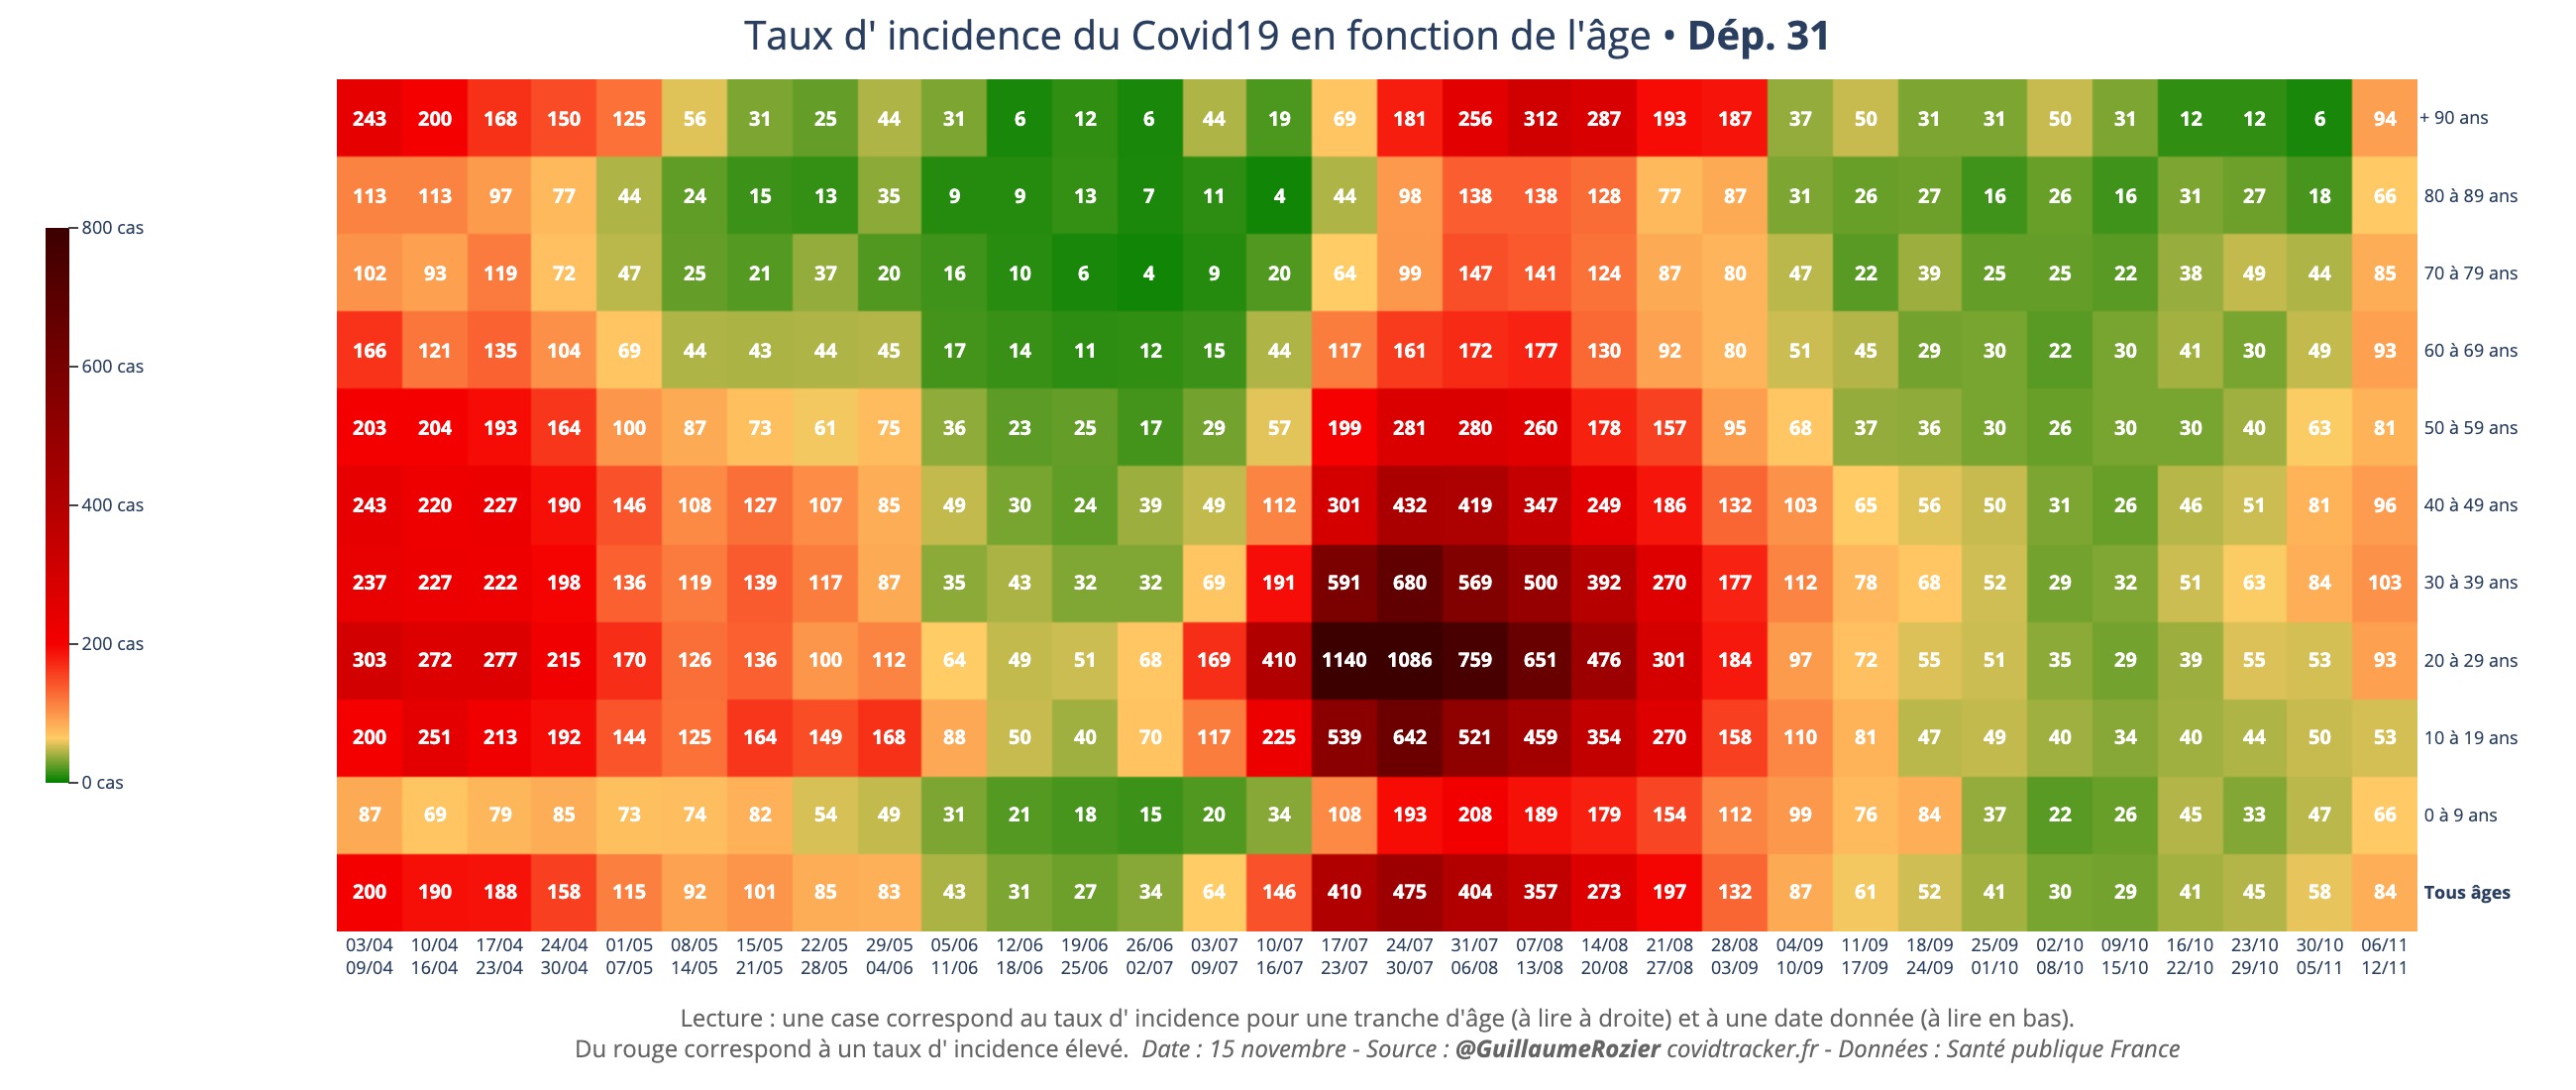 Taux d' incidence du Covid19 en fonction de l'âge • Dép. 31
800 cas
600 cas
400 cas
200 cas
0 cas
243 200 168 150 125 56 31 25 44 31 6 12 6 44 19 69 181 256 312 287 193 187 37 50 31 31 50 31 12 12 6 94 + 90 ans
113 113 97 77 44 24 15 13 35 9 9 13 7 11 4 44 98 138 138 128 77 87 31 26 27 16 26 16 31 27 18 66 80 à 89 ans
102 93 119 72 47 25 21 37 20 16 10 6 4 9 20 64 99 147 141 124 87 80 47 22 39 25 25 22 38 49 44 85 70 à 79 ans
166 121 135 104 69 44 43 44 45 17 14 11 12 15 44 117 161 172 177 130 92 80 51 45 29 30 22 30 41 30 49 93 60 à 69 ans
203 204 193 164 100 87 73 61 75 36 23 25 17 29 57 199 281 280 260 178 157 95 68 37 36 30 26 30 30 40 63 81 50 à 59 ans
243 220 227 190 146 108 127 107 85 49 30 24 39 49 112 301 432 419 347 249 186 132 103 65 56 50 31 26 46 51 81 96 40 à 49 ans
237 227 222 198 136 119 139 117 87 35 43 32 32 69 191 591 680 569 500 392 270 177 112 78 68 52 29 32 51 63 84 103 30 à 39 ans
303 272 277 215 170 126 136 100 112 64 49 51 68 169 410 1140 1086 759 651 476 301 184 97 72 55 51 35 29 39 55 53 93 20 à 29 ans
200 251 213 192 144 125 164 149 168 88 50 40 70 117 225 539 642 521 459 354 270 158 110 81 47 49 40 34 40 44 50 53 10 à 19 ans
87 69 79 85 73 74 82 54 49 31 21 18 15 20 34 108 193 208 189 179 154 112 99 76 84 37 22 26 45 33 47 66 0 à 9 ans
200 190 188 158 115 92 101 85 83 43 31 27 34 64 146 410 475 404 357 273 197 132 87 61 52 41 30 29 41 45 58 84 Tous âges
03/04 10/04 17/04 24/04 01/05 08/05 15/05 22/05 29/05 05/06 12/06 19/06 26/06 03/07 10/07 17/07 24/07 31/07 07/08 14/08 21/08 28/08 04/09 11/09 18/09 25/09 02/10 09/10 16/10 23/10 30/10 06/11
09/04 16/04 23/04 30/04 07/05 14/05 21/05 28/05 04/06 11/06 18/06 25/06 02/07 09/07 16/07 23/07 30/07 06/08 13/08 20/08 27/08 03/09 10/09 17/09 24/09 01/10 08/10 15/10 22/10 29/10 05/11 12/11
Lecture : une case correspond au taux d' incidence pour une tranche d'âge (à lire à droite) et à une date donnée (à lire en bas).
Du rouge correspond à un taux d' incidence élevé. Date : 15 novembre - Source : @GuillaumeRozier covidtracker.fr - Données : Santé publique France